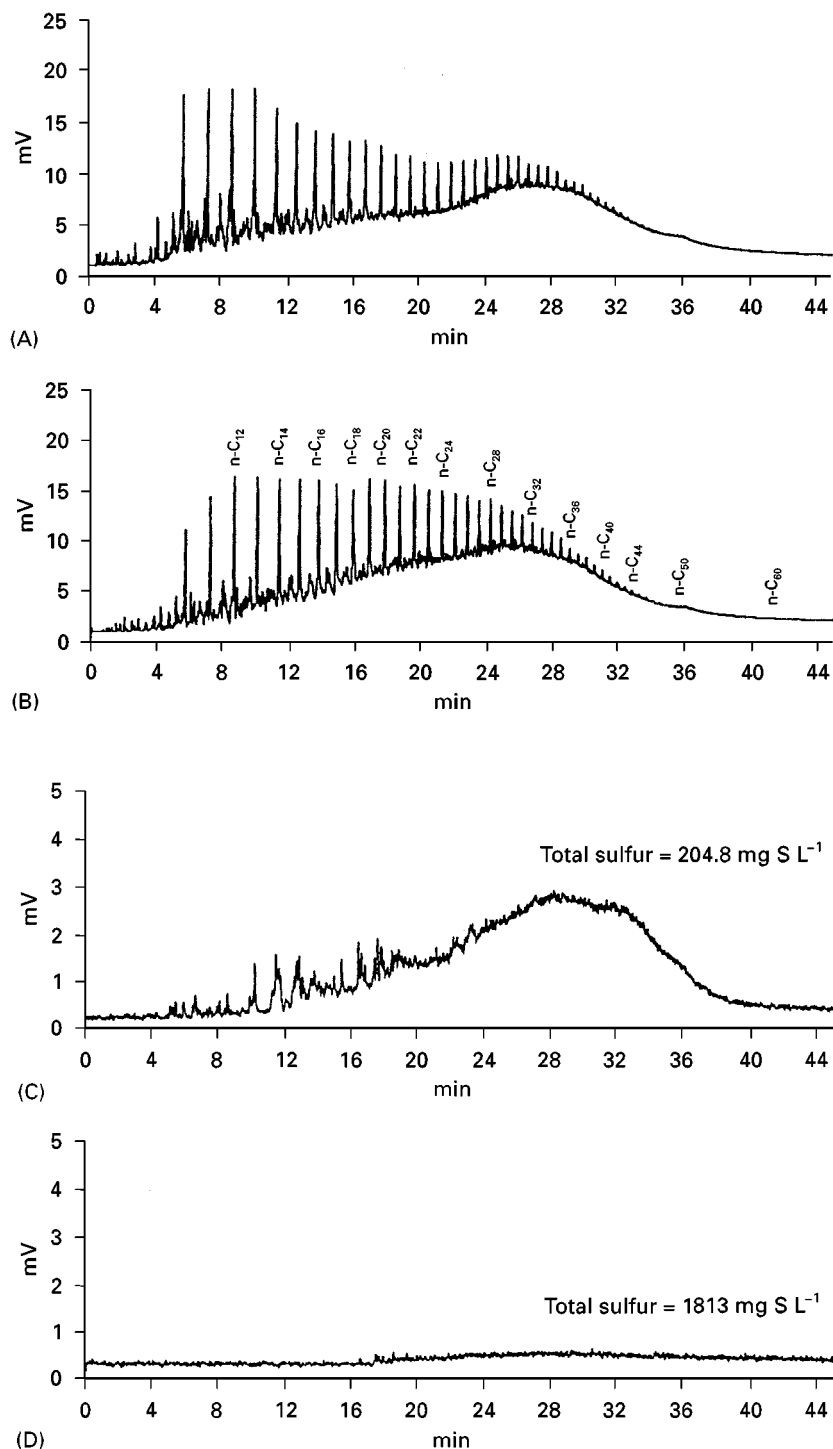 25
20
15
10
5
0
mV
0 4 8 12 16 20 24 28 32 36 40 44
min
(A)
25
20
15
10
5
0
mV
n-C₁₂ n-C₁₄ n-C₁₆ n-C₁₈ n-C₂₀ n-C₂₂ n-C₂₄ n-C₂₈ n-C₃₂ n-C₃₆ n-C₄₀ n-C₄₄ n-C₅₀ n-C₆₀
0 4 8 12 16 20 24 28 32 36 40 44
min
(B)
5
4
3
2
1
0
mV
Total sulfur = 204.8 mg S L⁻¹
0 4 8 12 16 20 24 28 32 36 40 44
min
(C)
5
4
3
2
1
0
mV
Total sulfur = 1813 mg S L⁻¹
0 4 8 12 16 20 24 28 32 36 40 44
min
(D)